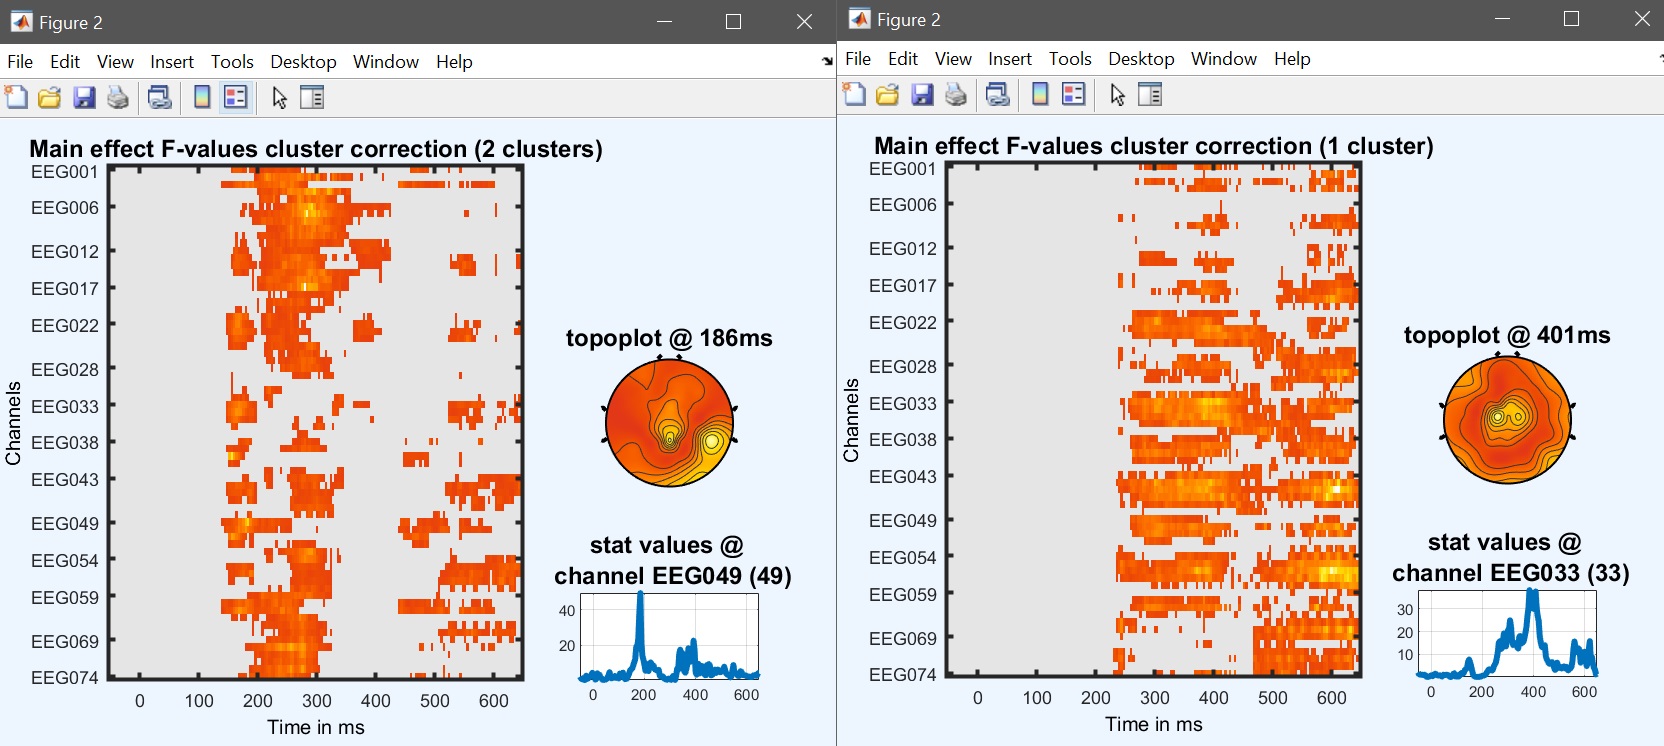 Figure 2
File Edit View Insert Tools Desktop Window Help
Main effect F-values cluster correction (2 clusters)
EEG001
EEG006
EEG012
EEG017
EEG022
EEG028
EEG033
EEG038
EEG043
EEG049
EEG054
EEG059
EEG069
EEG074
Channels
0 100 200 300 400 500 600
Time in ms
topoplot @ 186ms
stat values @
channel EEG049 (49)
40
20
0 200 400 600
Figure 2
File Edit View Insert Tools Desktop Window Help
Main effect F-values cluster correction (1 cluster)
EEG001
EEG006
EEG012
EEG017
EEG022
EEG028
EEG033
EEG038
EEG043
EEG049
EEG054
EEG059
EEG069
EEG074
Channels
0 100 200 300 400 500 600
Time in ms
topoplot @ 401ms
stat values @
channel EEG033 (33)
30
20
10
0 200 400 600